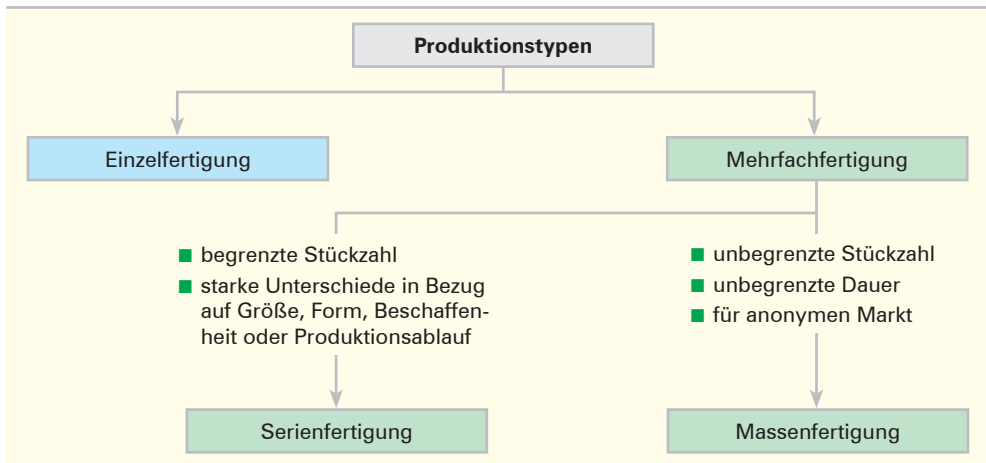 Produktionstypen
Einzelfertigung
Mehrfachfertigung
■ begrenzte Stückzahl
■ starke Unterschiede in Bezug
auf Größe, Form, Beschaffen-
heit oder Produktionsablauf
■ unbegrenzte Stückzahl
■ unbegrenzte Dauer
■ für anonymen Markt
Serienfertigung
Massenfertigung